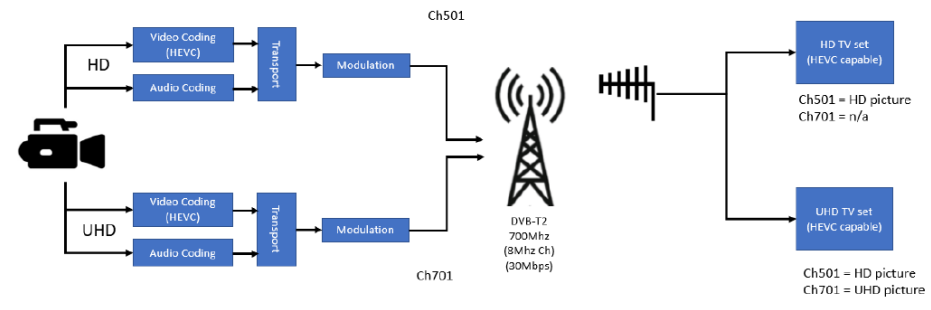 Ch501
HD
Video Coding
(HEVC)
Audio Coding
Transport
Modulation
HD TV set
(HEVC capable)
Ch501 = HD picture
Ch701 = n/a
UHD
Video Coding
(HEVC)
Audio Coding
Transport
Modulation
Ch701
DVB-T2
700Mhz
(8Mhz Ch)
(30Mbps)
UHD TV set
(HEVC capable)
Ch501 = HD picture
Ch701 = UHD picture